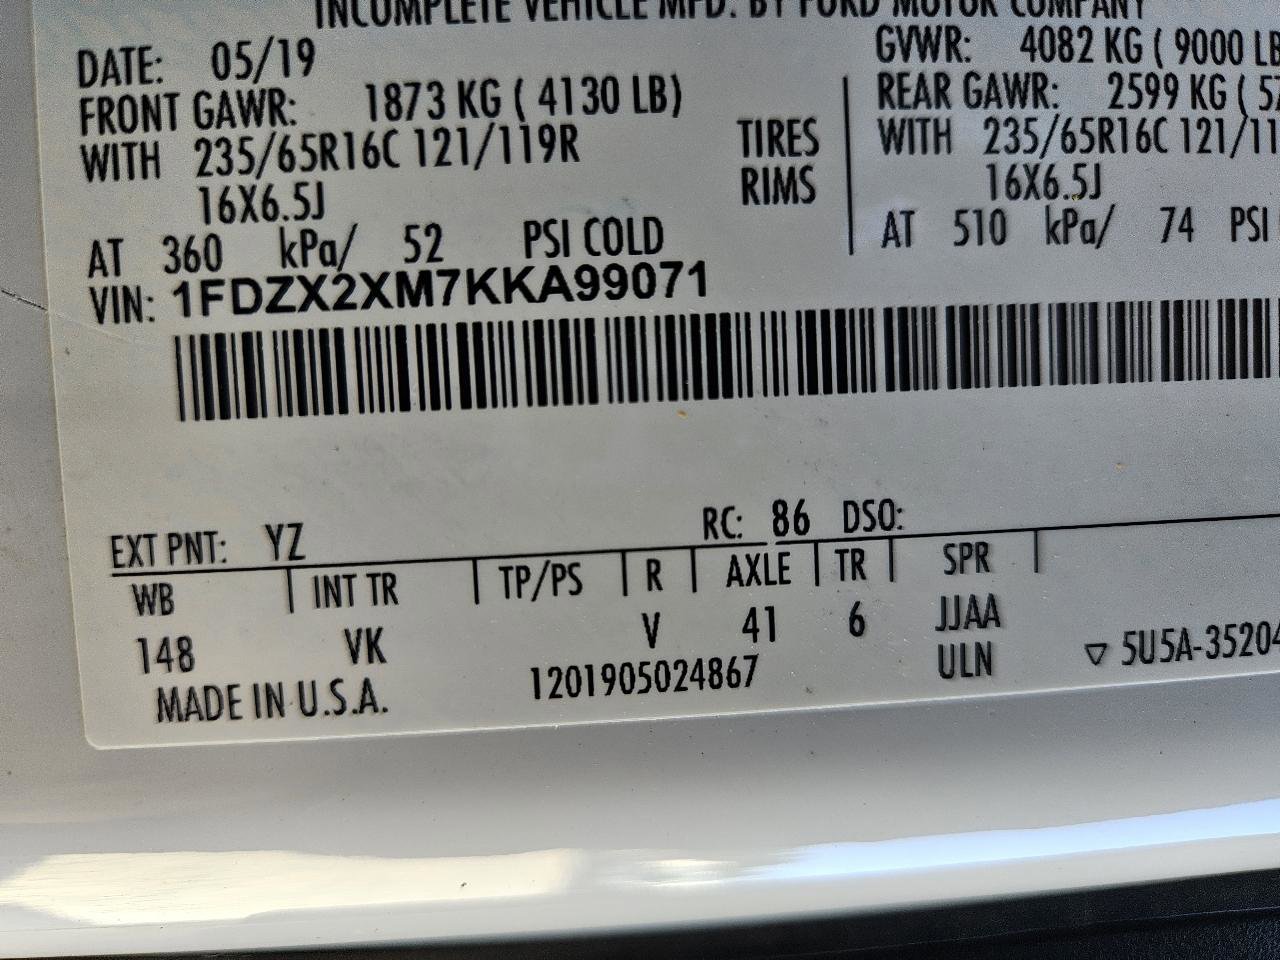 INCOMPLETE VEHICLE MFD. BY FORD MOTOR COMPANY
DATE: 05/19 GVWR: 4082 KG ( 9000 LB
FRONT GAWR: 1873 KG ( 4130 LB) REAR GAWR: 2599 KG ( 57
WITH 235/65R16C 121/119R TIRES WITH 235/65R16C 121/11
16X6.5J RIMS 16X6.5J
AT 360 kPa/ 52 PSI COLD AT 510 kPa/ 74 PSI
VIN: 1FDZX2XM7KKA99071
EXT PNT: YZ RC: 86 DSO:
WB INT TR TP/PS R AXLE TR SPR
148 VK V 41 6 JJAA
ULN ▽ 5U5A-35204
MADE IN U.S.A. 1201905024867